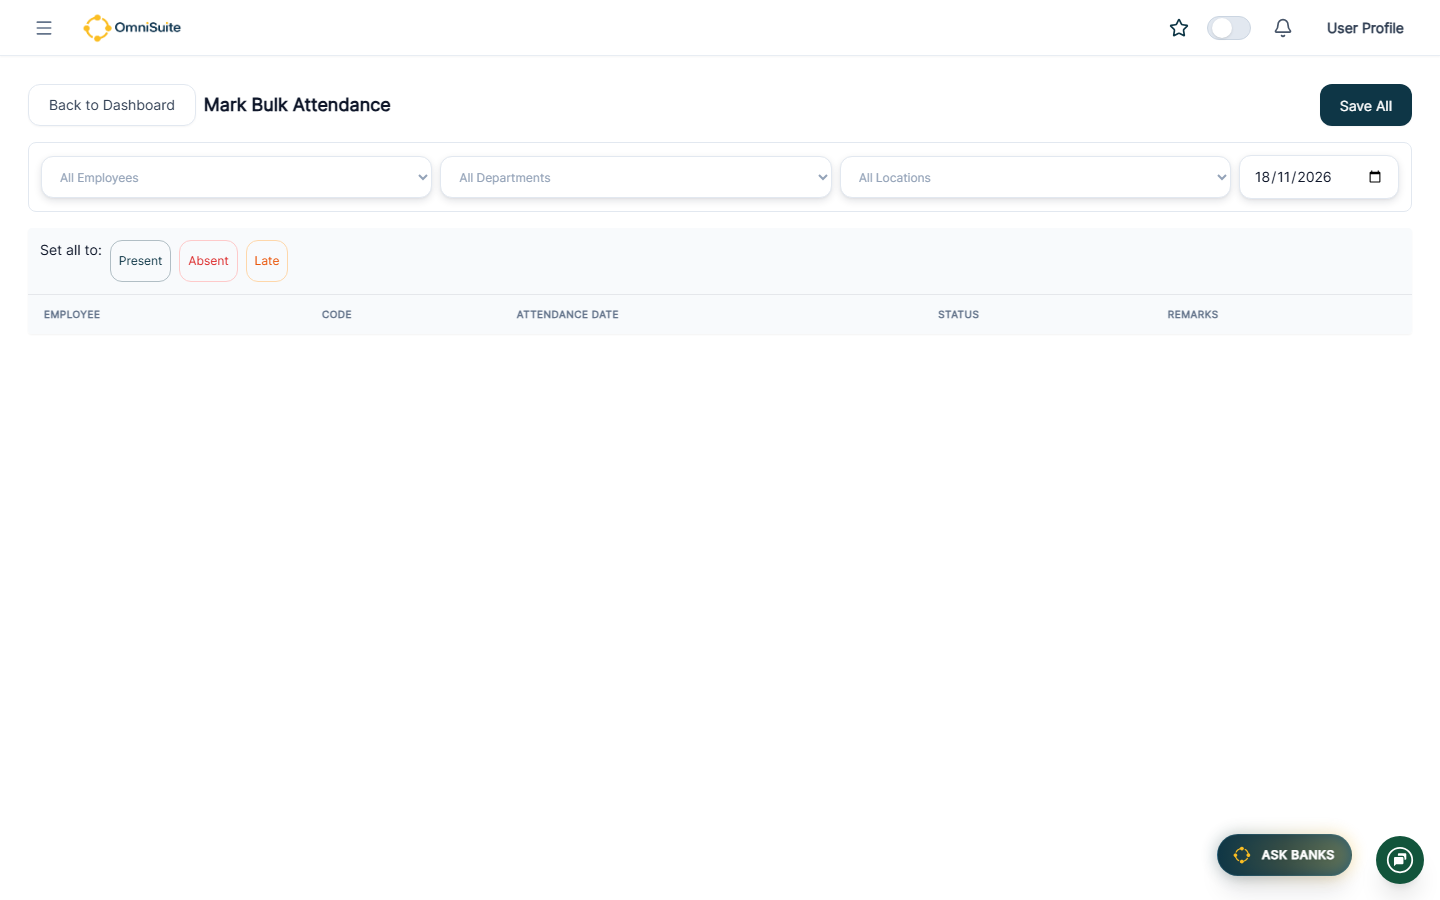 OmniSuite
User Profile
Back to Dashboard
Mark Bulk Attendance
Save All
All Employees
All Departments
All Locations
18/11/2026
Set all to:
Present
Absent
Late
EMPLOYEE
CODE
ATTENDANCE DATE
STATUS
REMARKS
ASK BANKS